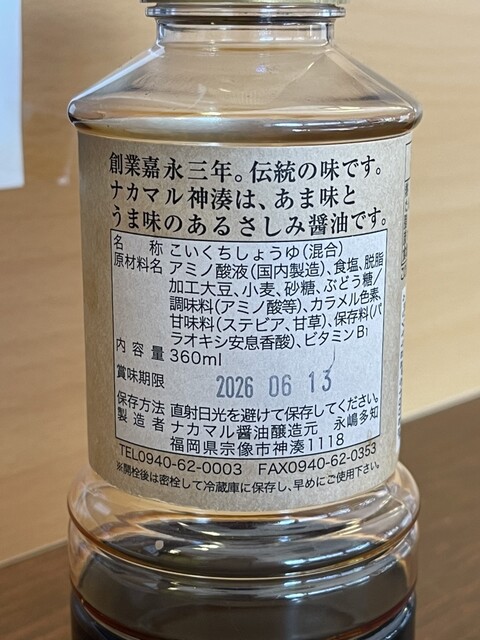 創業嘉永三年。伝統の味です。
ナカマル神湊は、あま味と
うま味のあるさしみ醤油です。
名称 こいくちしょうゆ(混合)
原材料名 アミノ酸液(国内製造)、食塩、脱脂
加工大豆、小麦、砂糖、ぶどう糖/
調味料(アミノ酸等)、カラメル色素、
甘味料(ステビア、甘草)、保存料(パ
ラオキシ安息香酸)、ビタミンB₁
内容量 360ml
賞味期限 2026 06 13
保存方法 直射日光を避けて保存してください。
製造者 ナカマル醤油醸造元 永嶋多知
福岡県宗像市神湊1118
TEL0940-62-0003 FAX0940-62-0353
※開栓後は密栓して冷蔵庫に保存し、早めにご使用下さい。